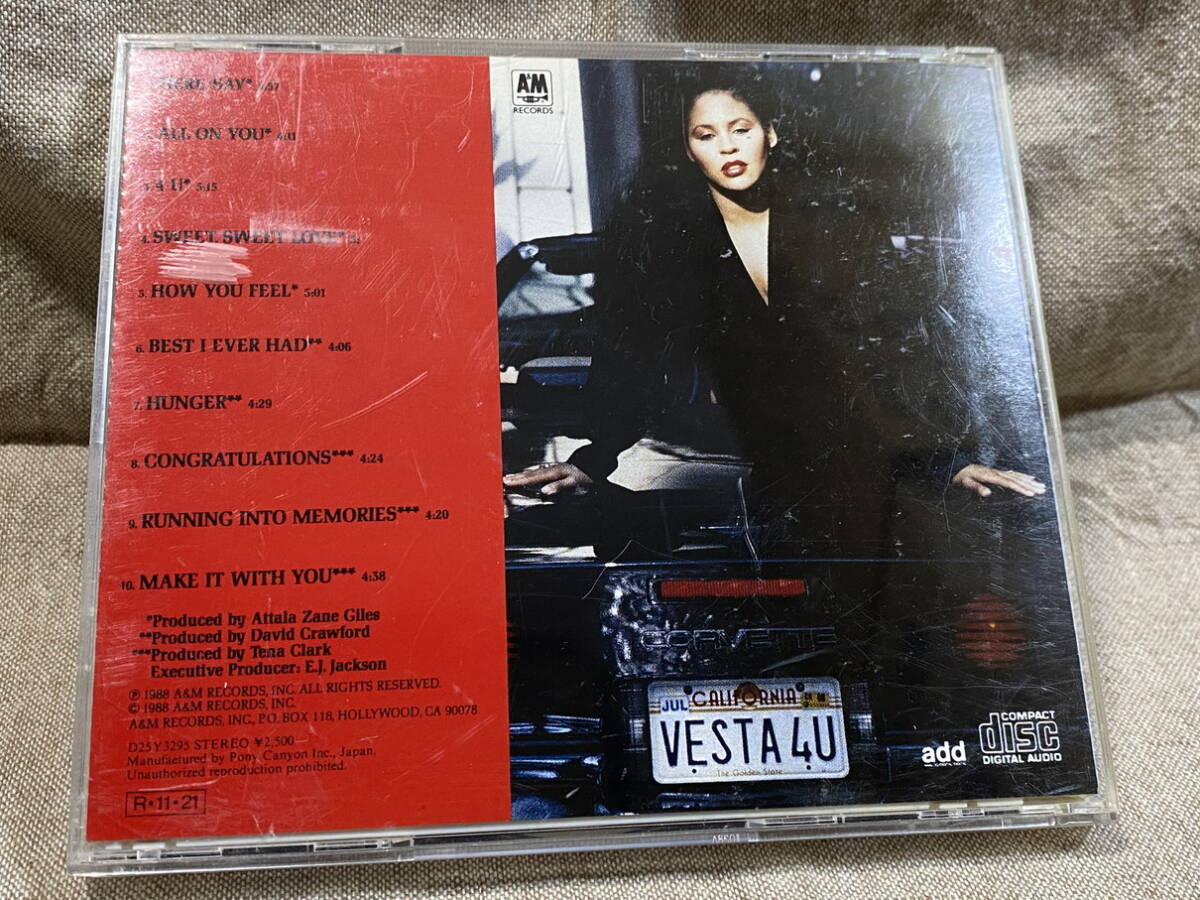 HERE SAY* 4:37
ALL ON YOU* 4:11
3. 4 U* 5:15
4. SWEET, SWEET LOVE*
5. HOW YOU FEEL* 5:01
6. BEST I EVER HAD** 4:06
7. HUNGER** 4:29
8. CONGRATULATIONS*** 4:24
9. RUNNING INTO MEMORIES*** 4:20
10. MAKE IT WITH YOU*** 4:38
*Produced by Attala Zane Giles
**Produced by David Crawford
***Produced by Tena Clark
Executive Producer: E.J. Jackson
℗ 1988 A&M RECORDS, INC. ALL RIGHTS RESERVED.
© 1988 A&M RECORDS, INC.
A&M RECORDS, INC., P.O. BOX 118, HOLLYWOOD, CA 90078
D25Y3295 STEREO ¥2,500
Manufaetured by Pony Canyon Inc., Japan,
Unauthorized reproduction prohibited.
R·11·21
A&M
RECORDS
CORVETTE
JUL CALIFORNIA
VESTA 4U
The Golden State
add
COMPACT
disc
DIGITAL AUDIO